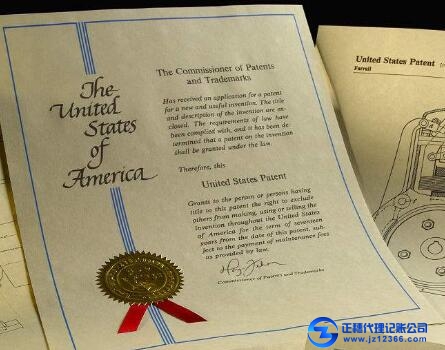 The
United
States
of
America
The Commissioner of Patents
and Trademarks
Has received an application for a patent
for a new and useful invention. The title
and description of the invention are en-
closed. The requirements of law have
been complied with, and it has been de-
termined that a patent on the invention
shall be granted under the law.
Therefore, this
United States Patent
Grants to the person or persons having
title to this patent the right to exclude
others from making, using or selling the
invention throughout the United States
of America for the term of seventeen
years from the date of this patent, sub-
ject to the payment of maintenance fees
as provided by law.
Commissioner of Patents and Trademarks
United States Patent
Farrell
正穗代理记账公司
www.jz12366.com